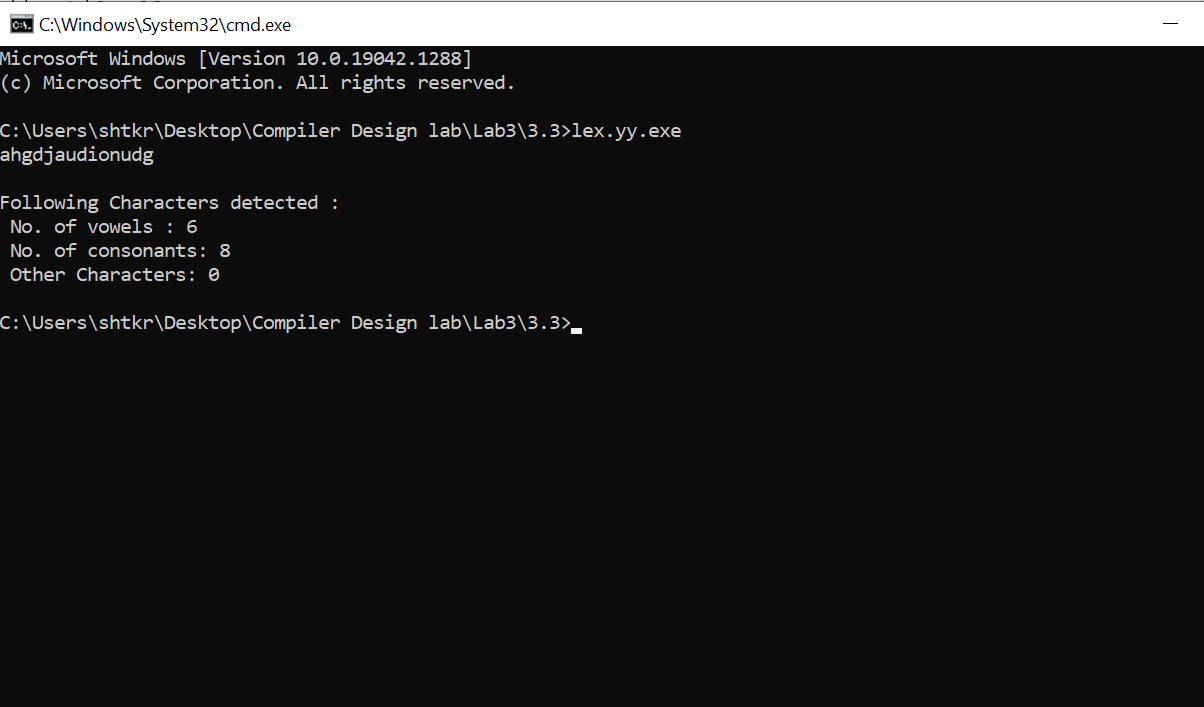 C:\Windows\System32\cmd.exe
Microsoft Windows [Version 10.0.19042.1288]
(c) Microsoft Corporation. All rights reserved.
C:\Users\shtkr\Desktop\Compiler Design lab\Lab3\3.3>lex.yy.exe
ahgdjaudionudg
Following Characters detected :
No. of vowels : 6
No. of consonants: 8
Other Characters: 0
C:\Users\shtkr\Desktop\Compiler Design lab\Lab3\3.3>